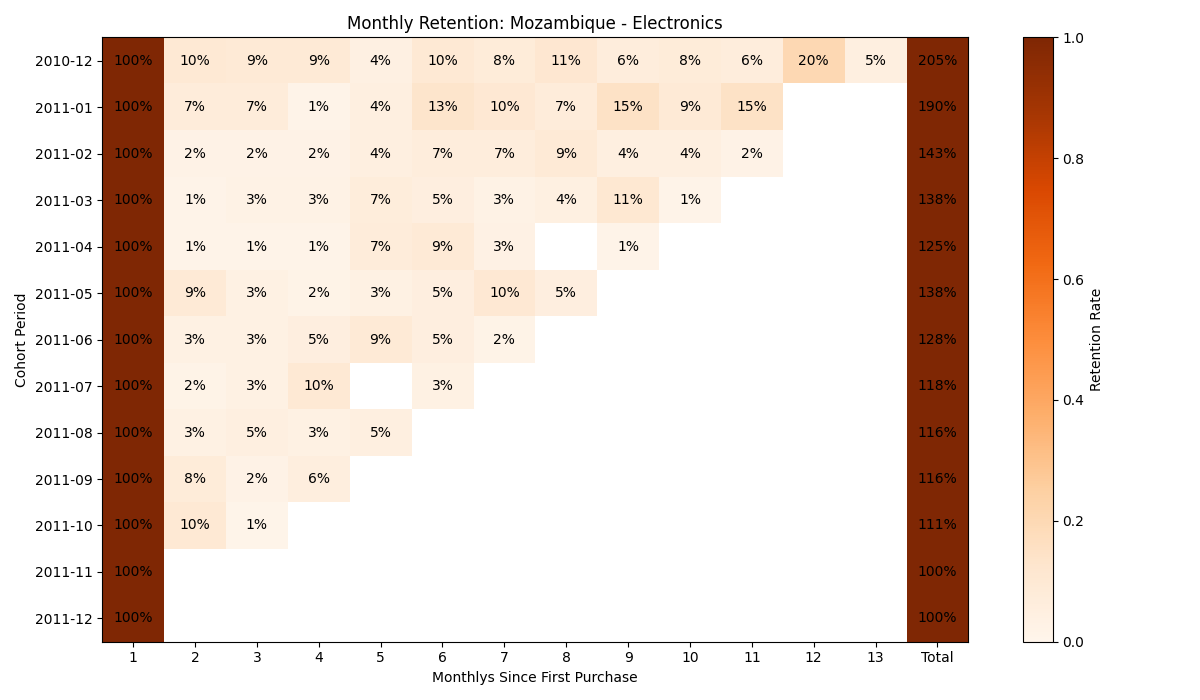 Monthly Retention: Mozambique - Electronics
2010-12 100% 10% 9% 9% 4% 10% 8% 11% 6% 8% 6% 20% 5% 205%
2011-01 100% 7% 7% 1% 4% 13% 10% 7% 15% 9% 15% 190%
2011-02 100% 2% 2% 2% 4% 7% 7% 9% 4% 4% 2% 143%
2011-03 100% 1% 3% 3% 7% 5% 3% 4% 11% 1% 138%
2011-04 100% 1% 1% 1% 7% 9% 3% 1% 125%
2011-05 100% 9% 3% 2% 3% 5% 10% 5% 138%
2011-06 100% 3% 3% 5% 9% 5% 2% 128%
2011-07 100% 2% 3% 10% 3% 118%
2011-08 100% 3% 5% 3% 5% 116%
2011-09 100% 8% 2% 6% 116%
2011-10 100% 10% 1% 111%
2011-11 100% 100%
2011-12 100% 100%
1 2 3 4 5 6 7 8 9 10 11 12 13 Total
Monthlys Since First Purchase
Cohort Period
1.0
0.8
0.6
0.4
0.2
0.0
Retention Rate